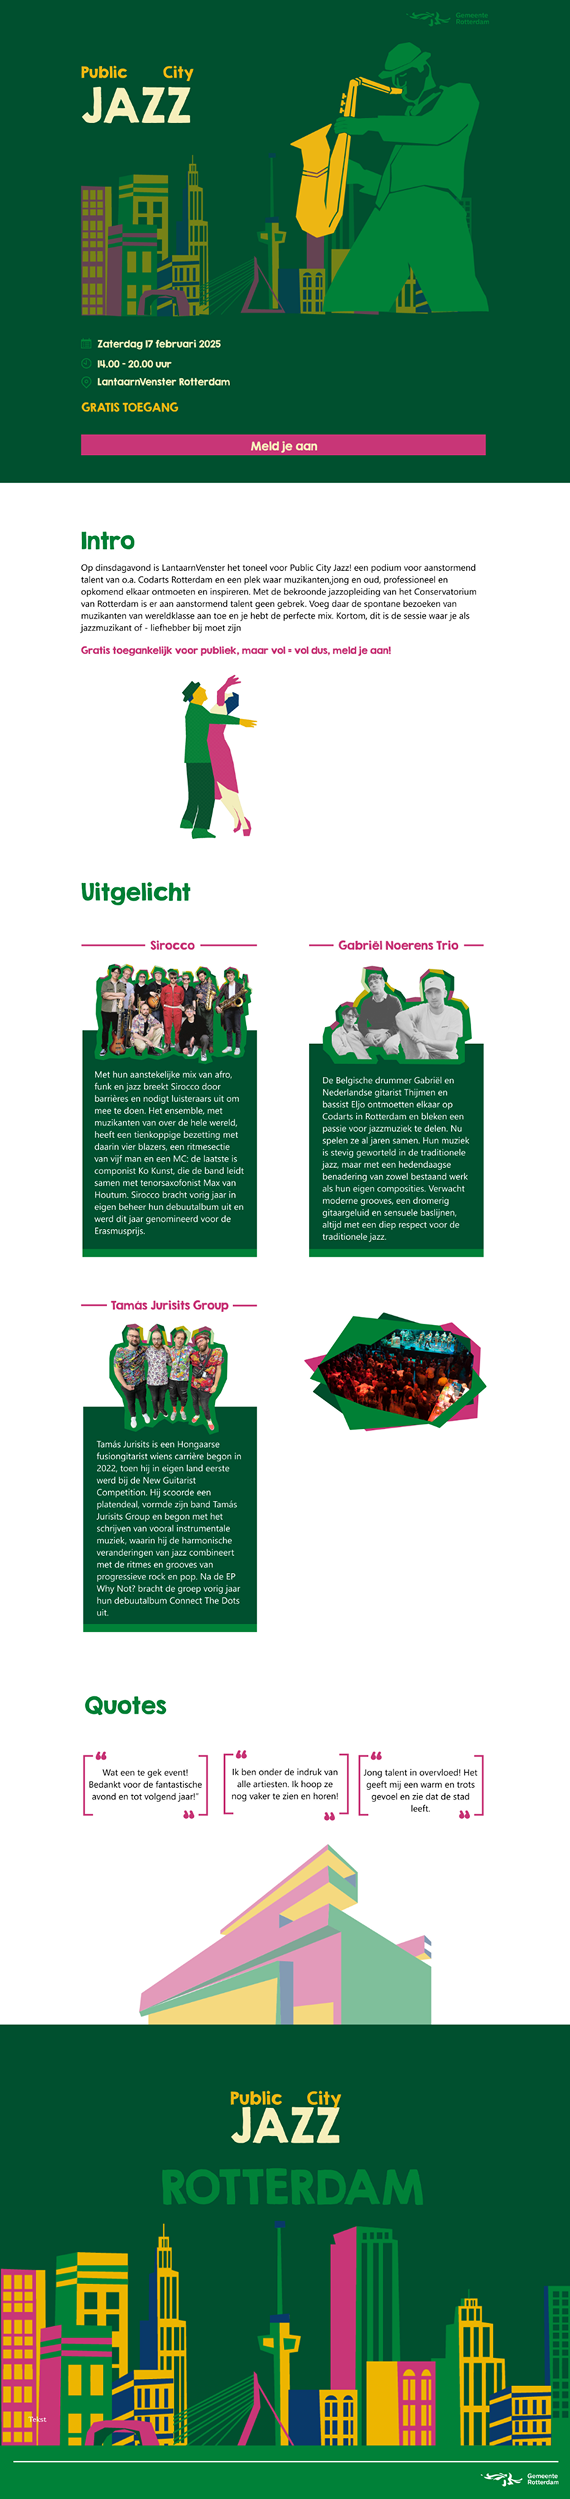 Gemeente
Rotterdam
Public City
JAZZ
Zaterdag 17 februari 2025
14.00 - 20.00 uur
LantaarnVenster Rotterdam
GRATIS TOEGANG
Meld je aan
Intro
Op dinsdagavond is LantaarnVenster het toneel voor Public City Jazz! een podium voor aanstormend
talent van o.a. Codarts Rotterdam en een plek waar muzikanten,jong en oud, professioneel en
opkomend elkaar ontmoeten en inspireren. Met de bekroonde jazzopleiding van het Conservatorium
van Rotterdam is er aan aanstormend talent geen gebrek. Voeg daar de spontane bezoeken van
muzikanten van wereldklasse aan toe en je hebt de perfecte mix. Kortom, dit is de sessie waar je als
jazzmuzikant of - liefhebber bij moet zijn
Gratis toegankelijk voor publiek, maar vol = vol dus, meld je aan!
Uitgelicht
Sirocco
Met hun aanstekelijke mix van afro,
funk en jazz breekt Sirocco door
barrières en nodigt luisteraars uit om
mee te doen. Het ensemble, met
muzikanten van over de hele wereld,
heeft een tienkoppige bezetting met
daarin vier blazers, een ritmesectie
van vijf man en een MC: de laatste is
componist Ko Kunst, die de band leidt
samen met tenorsaxofonist Max van
Houtum. Sirocco bracht vorig jaar in
eigen beheer hun debuutalbum uit en
werd dit jaar genomineerd voor de
Erasmusprijs.
Gabriël Noerens Trio
De Belgische drummer Gabriël en
Nederlandse gitarist Thijmen en
bassist Eljo ontmoetten elkaar op
Codarts in Rotterdam en bleken een
passie voor jazzmuziek te delen. Nu
spelen ze al jaren samen. Hun muziek
is stevig geworteld in de traditionele
jazz, maar met een hedendaagse
benadering van zowel bestaand werk
als hun eigen composities. Verwacht
moderne grooves, een dromerig
gitaargeluid en sensuele baslijnen,
altijd met een diep respect voor de
traditionele jazz.
Tamás Jurisits Group
Tamás Jurisits is een Hongaarse
fusiongitarist wiens carrière begon in
2022, toen hij in eigen land eerste
werd bij de New Guitarist
Competition. Hij scoorde een
platendeal, vormde zijn band Tamás
Jurisits Group en begon met het
schrijven van vooral instrumentale
muziek, waarin hij de harmonische
veranderingen van jazz combineert
met de ritmes en grooves van
progressieve rock en pop. Na de EP
Why Not? bracht de groep vorig jaar
hun debuutalbum Connect The Dots
uit.
Quotes
“
Wat een te gek event!
Bedankt voor de fantastische
avond en tot volgend jaar!”
”
“
Ik ben onder de indruk van
alle artiesten. Ik hoop ze
nog vaker te zien en horen!
”
“
Jong talent in overvloed! Het
geeft mij een warm en trots
gevoel en zie dat de stad
leeft.
”
Public City
JAZZ
ROTTERDAM
Tekst
Gemeente
Rotterdam